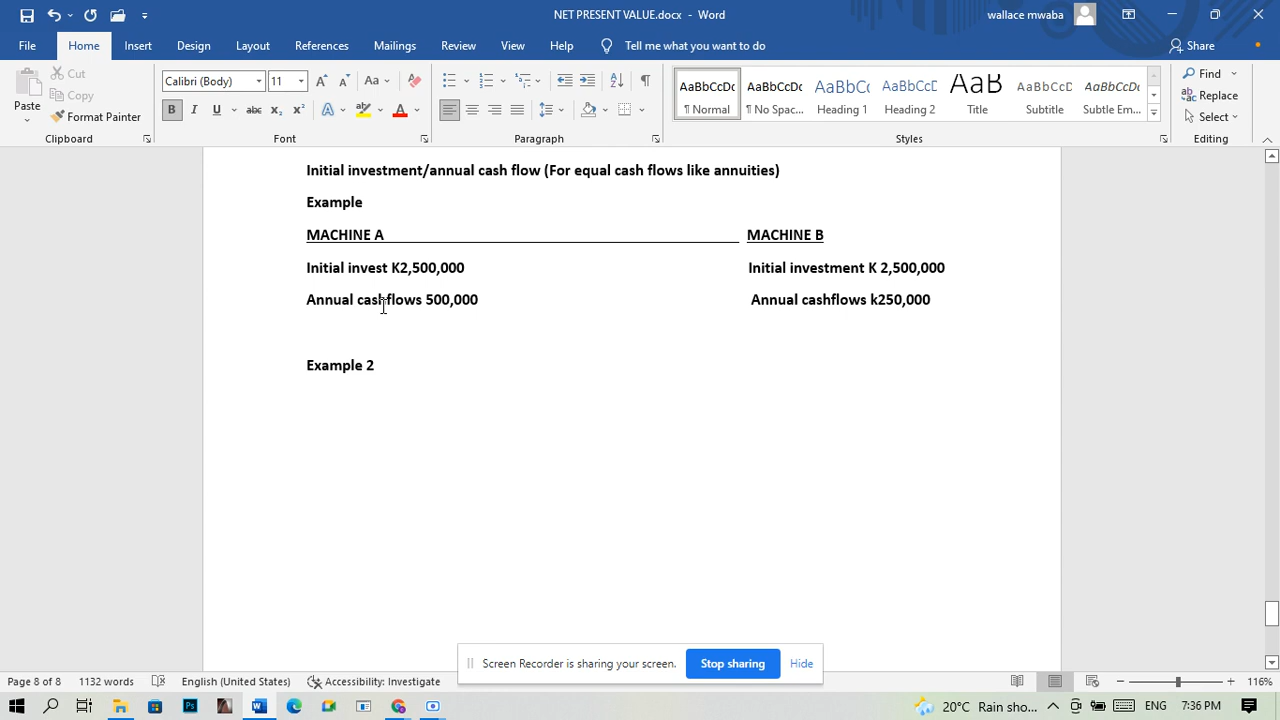 NET PRESENT VALUE.docx - Word
wallace mwaba
File Home Insert Design Layout References Mailings Review View Help Tell me what you want to do Share
Paste
Cut
Copy
Format Painter
Clipboard
Calibri (Body) 11
Font
Paragraph
AaBbCcDc AaBbCcDc AaBbCc AaBbCcD AaB AaBbCcD AaBbCcDc
¶ Normal ¶ No Spac... Heading 1 Heading 2 Title Subtitle Subtle Em...
Styles
Find
Replace
Select
Editing
Initial investment/annual cash flow (For equal cash flows like annuities)
Example
MACHINE A MACHINE B
Initial invest K2,500,000 Initial investment K 2,500,000
Annual cashflows 500,000 Annual cashflows k250,000
Example 2
Screen Recorder is sharing your screen. Stop sharing Hide
Page 8 of 8 1132 words English (United States) Accessibility: Investigate 116%
20°C Rain sho... ENG 7:36 PM